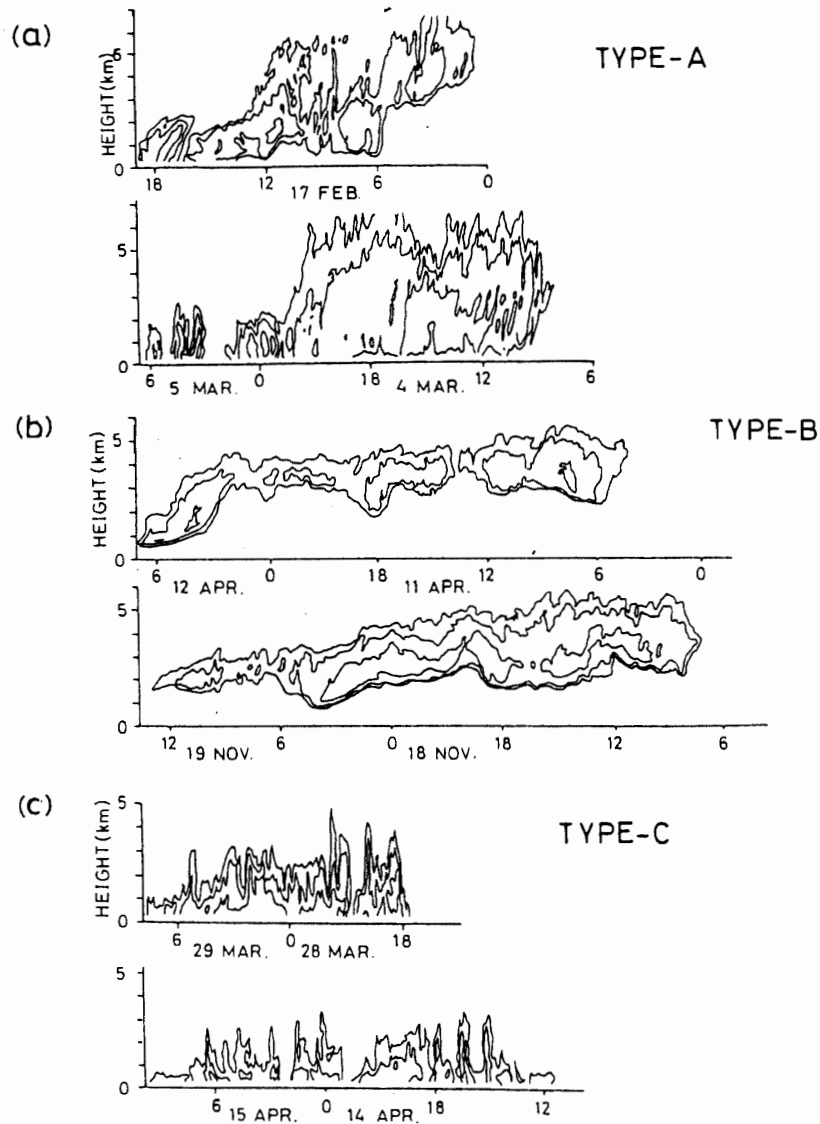 (a)
TYPE-A
HEIGHT(km)
5
0
18 12 6 0
17 FEB.
5
0
6 0 18 12 6
5 MAR. 4 MAR.
(b)
TYPE-B
HEIGHT(km)
5
0
6 0 18 12 6 0
12 APR. 11 APR.
5
0
12 6 0 18 12 6
19 NOV. 18 NOV.
(c)
TYPE-C
HEIGHT(km)
5
0
6 0 18
29 MAR. 28 MAR.
5
0
6 0 18 12
15 APR. 14 APR.